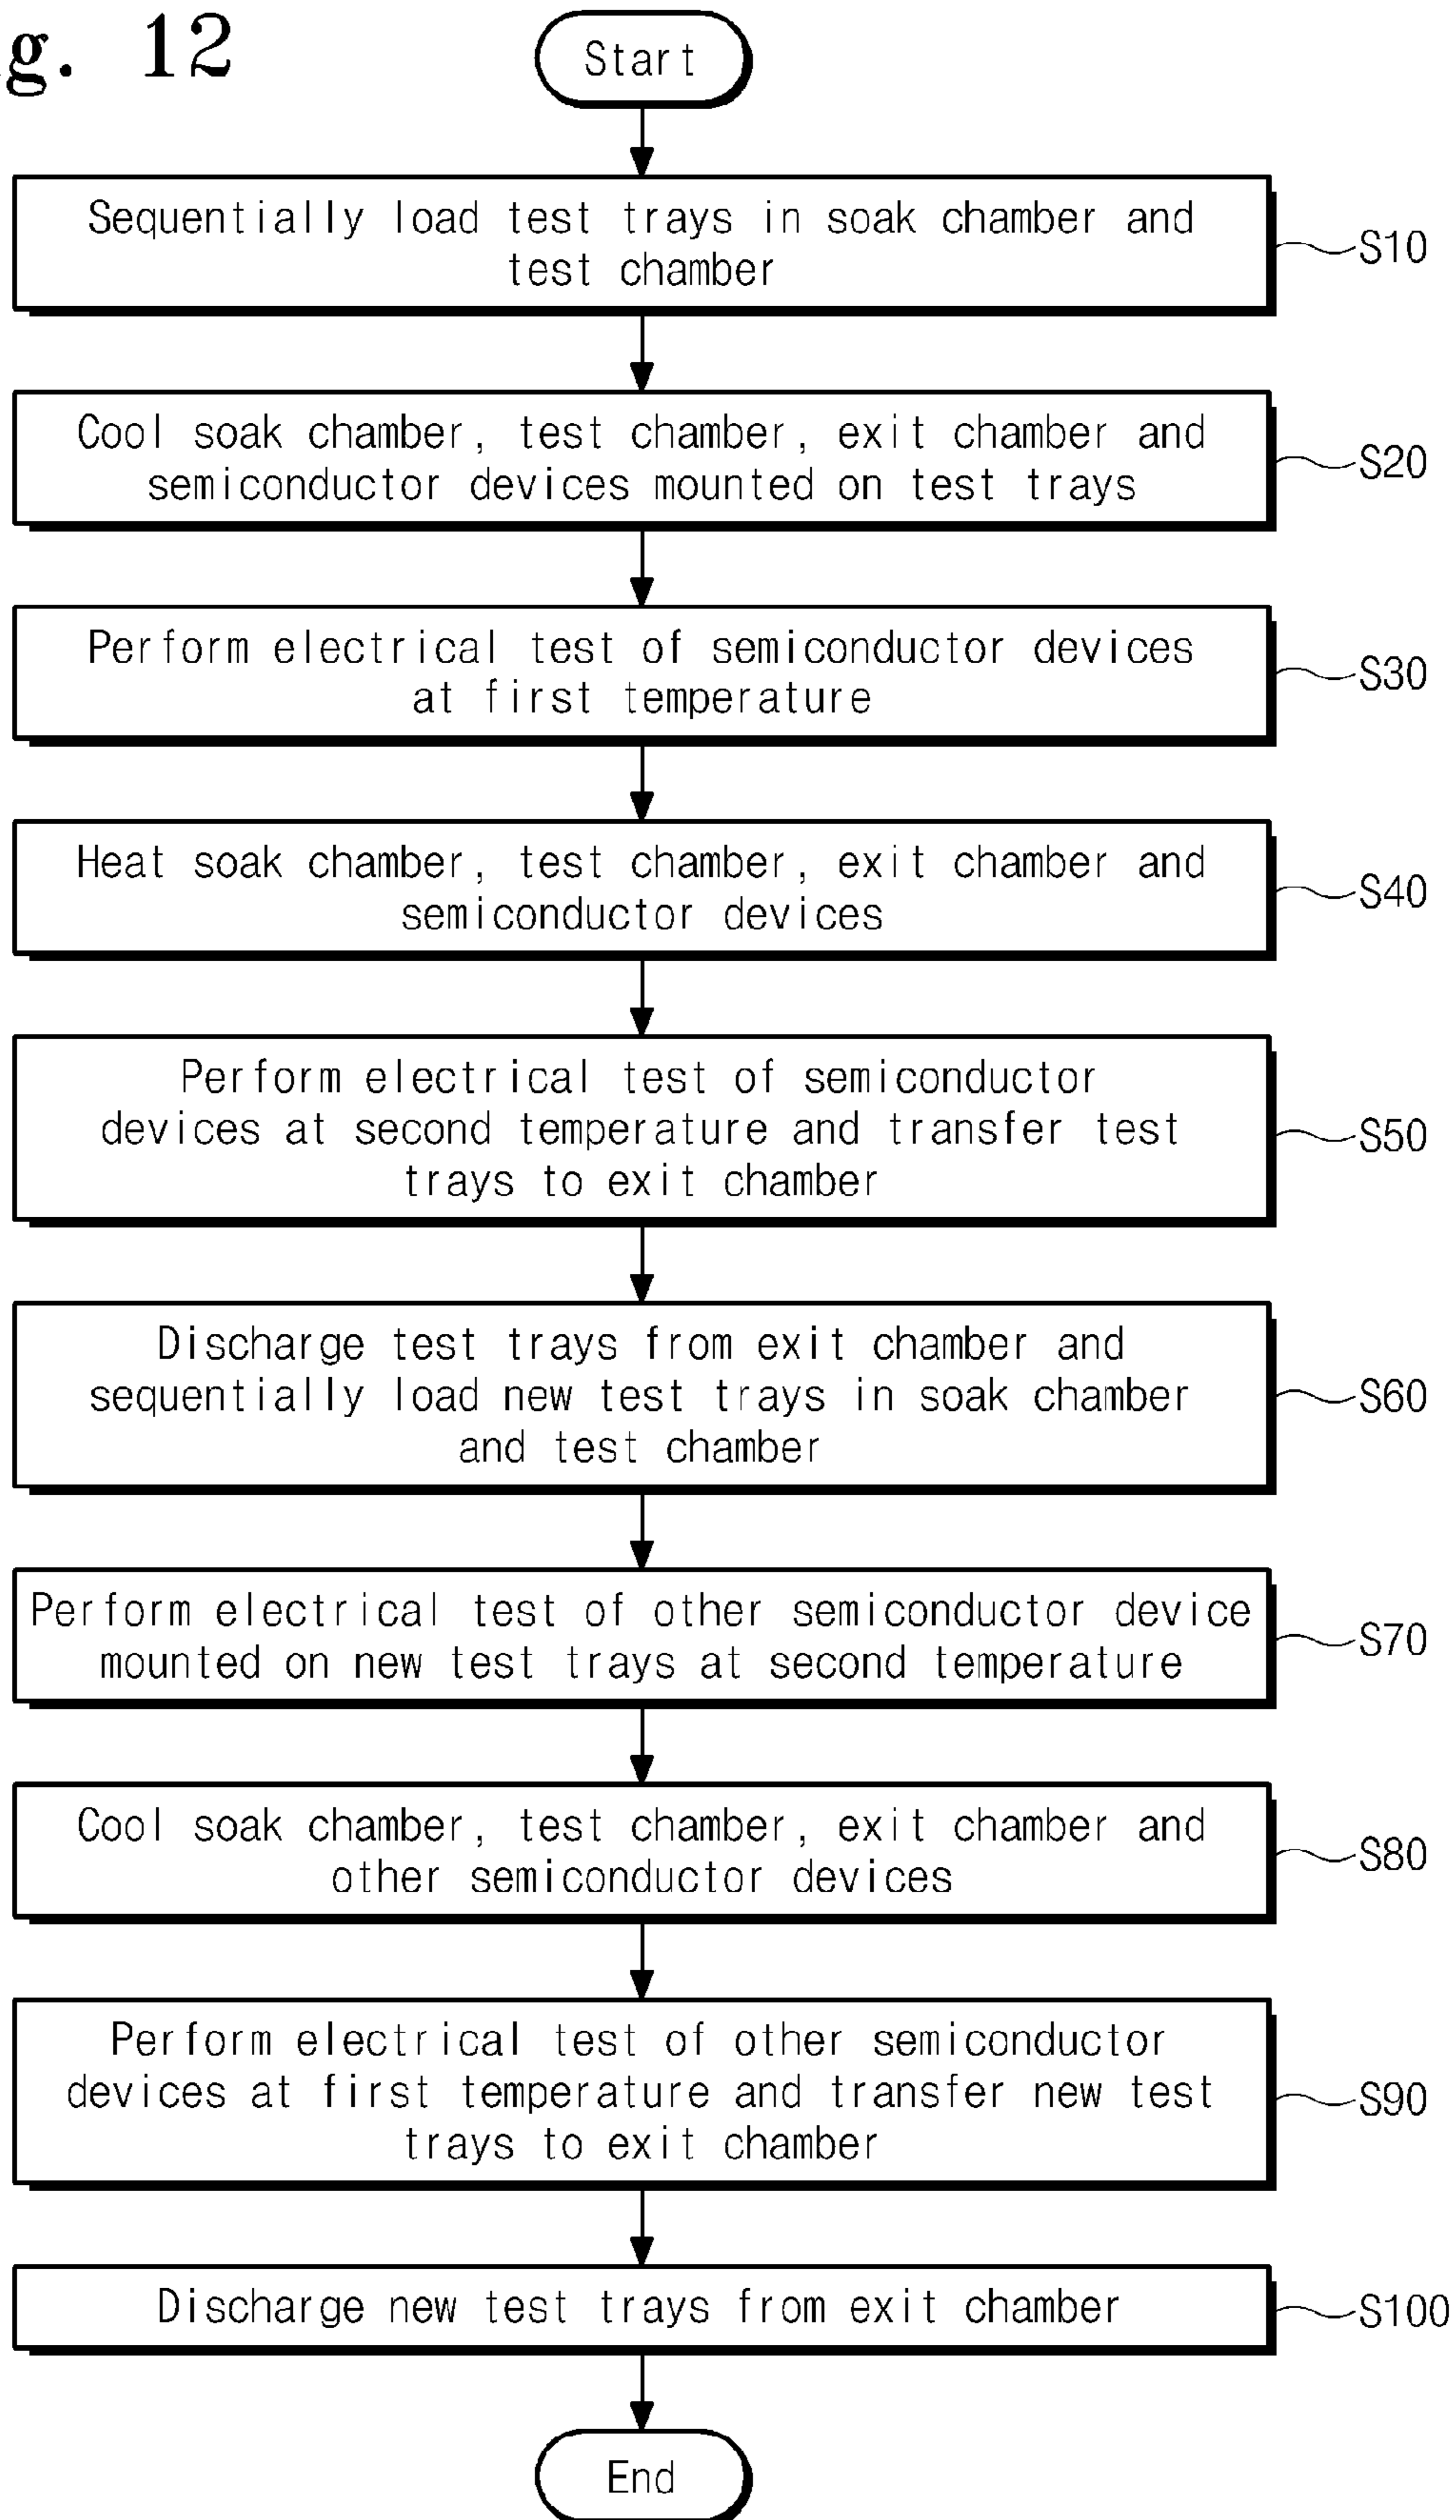 g. 12
Start
Sequentially load test trays in soak chamber and
test chamber
S10
Cool soak chamber, test chamber, exit chamber and
semiconductor devices mounted on test trays
S20
Perform electrical test of semiconductor devices
at first temperature
S30
Heat soak chamber, test chamber, exit chamber and
semiconductor devices
S40
Perform electrical test of semiconductor
devices at second temperature and transfer test
trays to exit chamber
S50
Discharge test trays from exit chamber and
sequentially load new test trays in soak chamber
and test chamber
S60
Perform electrical test of other semiconductor device
mounted on new test trays at second temperature
S70
Cool soak chamber, test chamber, exit chamber and
other semiconductor devices
S80
Perform electrical test of other semiconductor
devices at first temperature and transfer new test
trays to exit chamber
S90
Discharge new test trays from exit chamber
S100
End